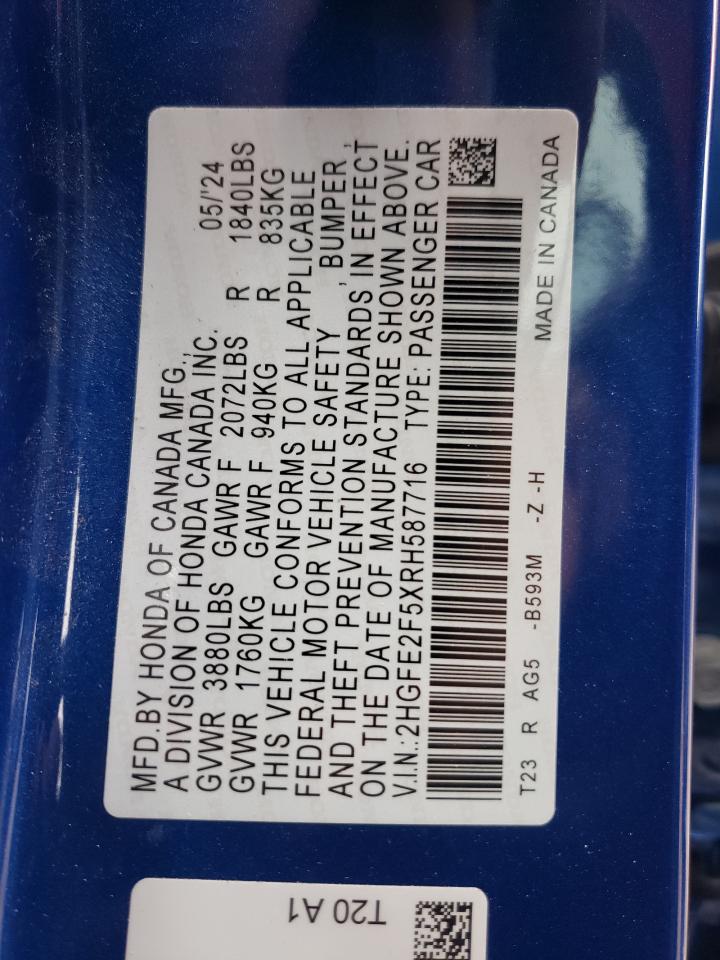 MFD.BY HONDA OF CANADA MFG.,
A DIVISION OF HONDA CANADA INC. 05/'24
GVWR 3880LBS GAWR F 2072LBS R 1840LBS
GVWR 1760KG GAWR F 940KG R 835KG
THIS VEHICLE CONFORMS TO ALL APPLICABLE
FEDERAL MOTOR VEHICLE SAFETY , BUMPER ,
AND THEFT PREVENTION STANDARDS IN EFFECT
ON THE DATE OF MANUFACTURE SHOWN ABOVE.
V.I.N.:2HGFE2F5XRH587716 TYPE: PASSENGER CAR
T23 R AG5 -B593M -Z -H MADE IN CANADA
T20 A1